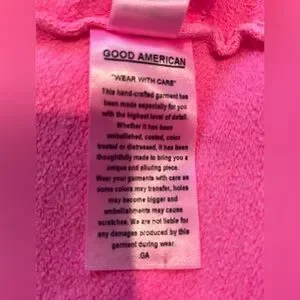 GOOD AMERICAN
"WEAR WITH CARE"
This hand-crafted garment has
been made especially for you
with the highest level of detail.
Whether it has been
embellished, coated, color
treated or distressed, it has been
thoughtfully made to bring you a
unique and alluring piece.
Wear your garments with care as
some colors may transfer, holes
may become bigger and
embellishments may cause
scratches. We are not liable for
any damages produced by this
garment during wear.
GA